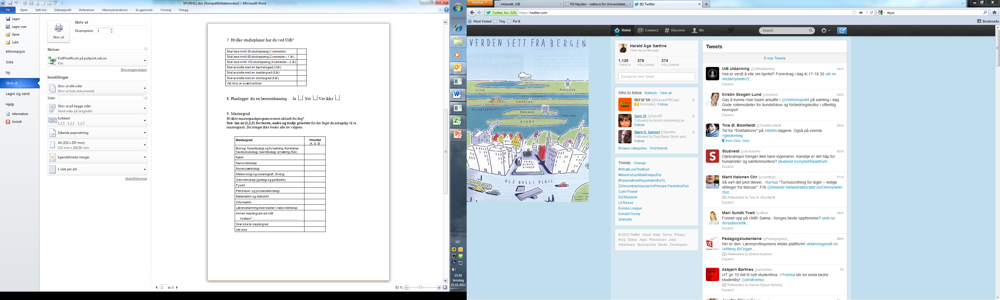 SPORH12.doc [Kompatibilitetsmodus] - Microsoft Word
Fil Hjem Sett inn Sideoppsett Referanser Masseutsendelser Se gjennom Visning Tillegg
Lagre
Lagre som
Åpne
Lukk
Informasjon
Siste
Ny
Skriv ut
Lagre og send
Hjelp
Alternativer
Avslutt
Skriv ut
Skriv ut
Eksemplarer: 1
Skriver
PullPrintRicoh på pullprint.uib.no
Klar
Skriveregenskaper
Innstillinger
Skriv ut alle sider
Skriv ut hele dokumentet
Sider:
Skriv ut på begge sider
Vend sider på langsiden
Kollatert
1,2,3 1,2,3 1,2,3
Stående papirretning
A4 (210 x 297 mm)
210 mm x 296,98 mm
Egendefinerte marger
1 side per ark
Utskriftsformat
7. Hvilke studieplaner har du ved UiB?
Skal lese inntil 30 studiepoeng (1 semester)
Skal lese inntil 60 studiepoeng (2 semester – 1 år)
Skal lese inntil 120 studiepoeng (4 semester – 2 år)
Skal avslutte med en bachelograd (3 år)
Skal avslutte med en mastergrad (5 år)
Skal avslutte med en doktorgrad (8 år)
Vet ikke, er svært usikker
8. Planlegger du en lærerutdanning Ja Nei Vet ikke
9. Mastergrad
Hvilket mastergradsprogram er mest aktuelt for deg?
Sett inn nr.(1,2,3) for første, andre og tredje prioritet for det faget du antagelig vil ta
mastergrad i. Du trenger ikke bruke alle tre valgene.
Mastergrad Prioritet
(1, 2, 3)
Biologi, fiskeribiologi og forvaltning, fiskehelse,
havbruksbiologi, marinbiologi, ernæring (fisk)
Kjemi
Nanovitenskap
Molekylærbiologi
Meteorologi og oseanografi, Energi
Geovitenskap (geologi og geofysikk)
Fysikk
Petroleum- og prosessteknologi
Matematikk og statistikk
Informatikk
Lærerutdanning med master i naturvitenskap
Annen mastergrad ved UiB
Hvilken? ........................................................
Skal ikke ta mastergrad
Vet ikke
2 av 3
82 %
NO
15:34
torsdag
25.10.2012
Firefox
intranett, UiB
På Høyden - nettavis for Universitetet...
(8) Twitter
Twitter, Inc. (US) https://twitter.com
skyss
Most Visited Tiny Pin It
Bookmarks
Home Connect Discover Me
Search
VERDEN SETT FRA BERGEN
OSLO
KINA
RUSSLAND
STILLEHAVET
AMERIKA
ATLANTERHAVET
ENGLAND
NORDSJØEN
ASKØY
TORG-
ALMEN-
NINGEN
OLE BULLS PLASS
Harald Åge Sæthre
View my profile page
1,120 276 374
TWEETS FOLLOWING FOLLOWERS
Compose new Tweet...
Who to follow · Refresh · View all
REESE'S® @ReesesPBCups
Promoted · Follow
Guro SF @GuroSF
Followed by Norsk studentorg an...
Follow
Bjørn H. Samset @bjornhs
Followed by Dag Rune Olsen and...
Follow
Browse categories · Find friends
Trends · Change
#WhatILoveTheMost
#MuslimZaynMalikHappyEid
#SelamatHariRayaAidilAdhaTo
22AnosAtrásNasciaUmPrincipe ParabénsFiuk
Colin Powell
Eid Mubarak
Lil Reese
Europa League
Donald Trump
Granada
© 2012 Twitter About Help Terms Privacy
Blog Status Apps Resources Jobs
Advertisers Businesses Media Developers
Tweets
8 new Tweets
UiB utdanning @UiButdanning 44m
Hva er verdt å vite om hjertet? Foredrag i dag kl.17-19.30 uib.no
/mofa/nyheter/2...
Expand
Kristin Skogen Lund @kristinsl 44m
Gøy å kunne rose tusen ansatte i @Vinmonopolet på samling i dag.
Gode rollemodeller for kundefokus og forbedringskultur i offentlig
monopol!
Expand
Tine Ø. Blomfeldt @TineBlomfeldt 46m
Tid for "friskfaktorer" på #AKAN-dagene. Også på svensk.
#gledermeg
from Oslo, Oslo
Studvest @studvestno 46m
Oljebransjen trenger ikke bare ingeniører. Kanskje er det håp for
humanister og samfunnsvitere? studvest.no/nyhet/headhunt...
Expand
Marit Halonen Chr @marithalc 51m
Så vart det pilot likevel.. #turnus "Turnusordning for leger – ledige
stillinger fra februar". Frå @helsedir helsedirektoratet.no/Om/nyheter
/Sid...
Retweeted by Tine Ø. Blomfeldt
Expand
Mari Sundli Tveit @stMari 48m
Funnet opp på UMB! Salma - Norges beste oppfinnelse? umb.no
/forsiden/artik...
Expand
Pedagogstudentene @Pedagogstud_ 49m
Her er den: Lærerprofesjonens etiske plattform! utdanningsnytt.no
/4/Meny-B/Organ...
Retweeted by Øyvind Kvalnes
Expand
Asbjørn Bartnes @aibartnes 1h
UiT gir 10 mill til nytt studenthus. #Tromsø blir en enda bedre
studentby! @drivtromso
Retweeted by Hanne Sigrun Byhring
Expand